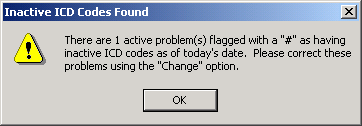 Inactive ICD Codes Found
There are 1 active problem(s) flagged with a "#" as having
inactive ICD codes as of today's date.  Please correct these
problems using the "Change" option.
OK